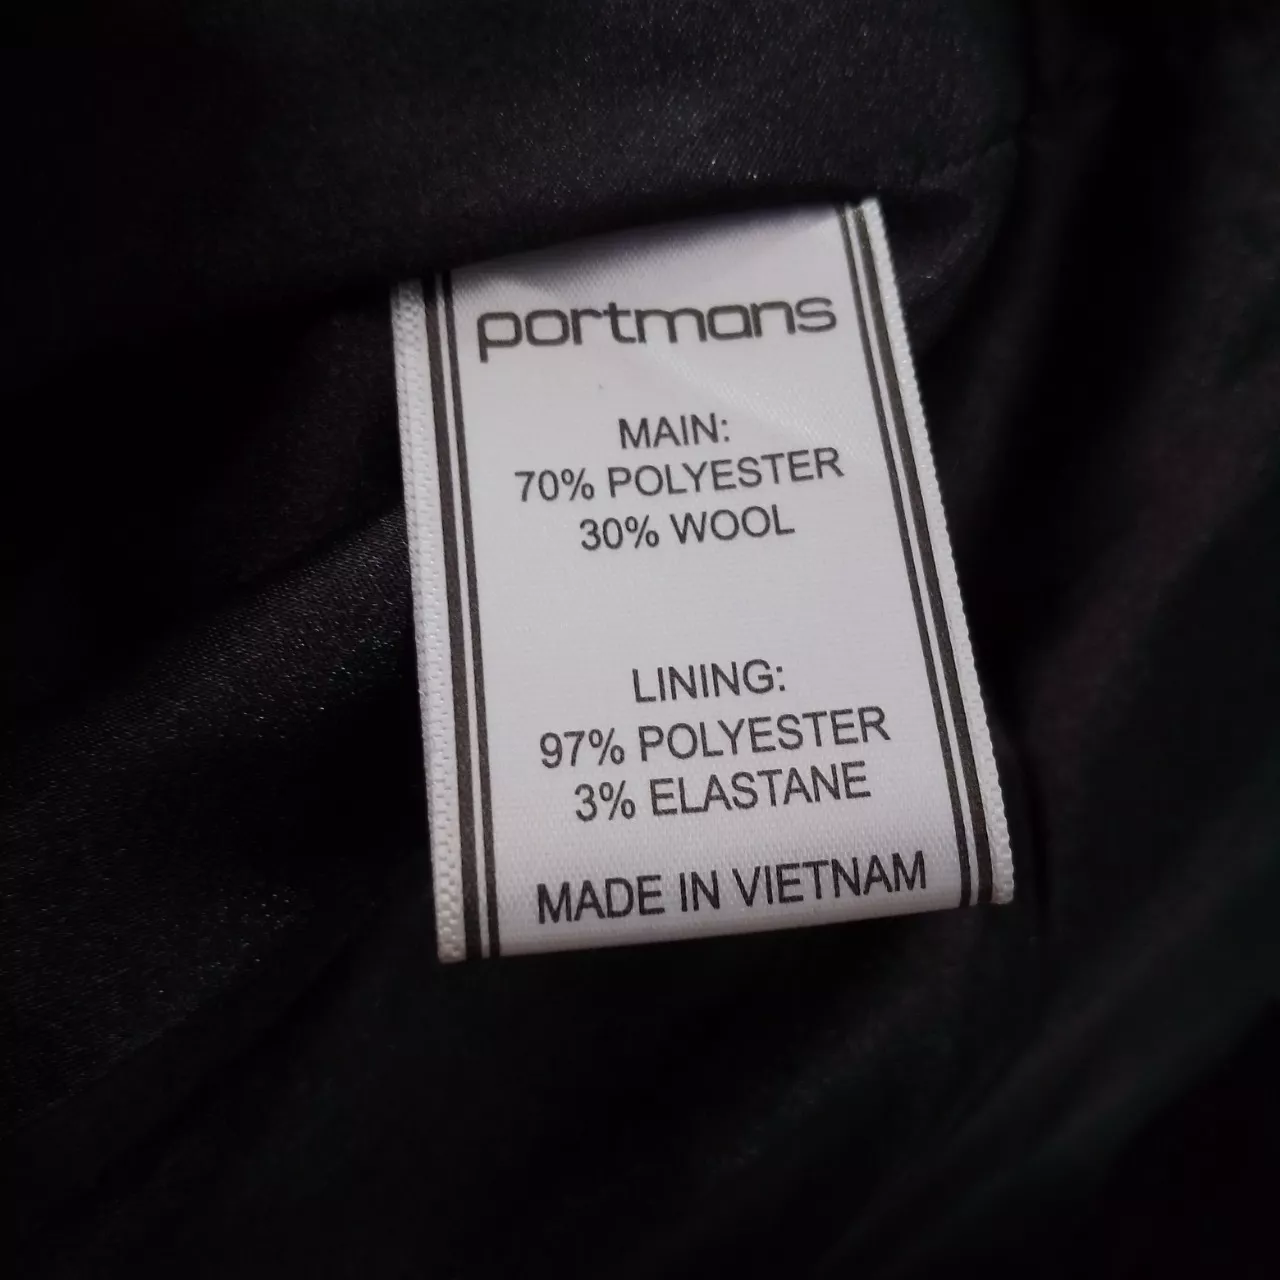 portmans
MAIN:
70% POLYESTER
30% WOOL
LINING:
97% POLYESTER
3% ELASTANE
MADE IN VIETNAM